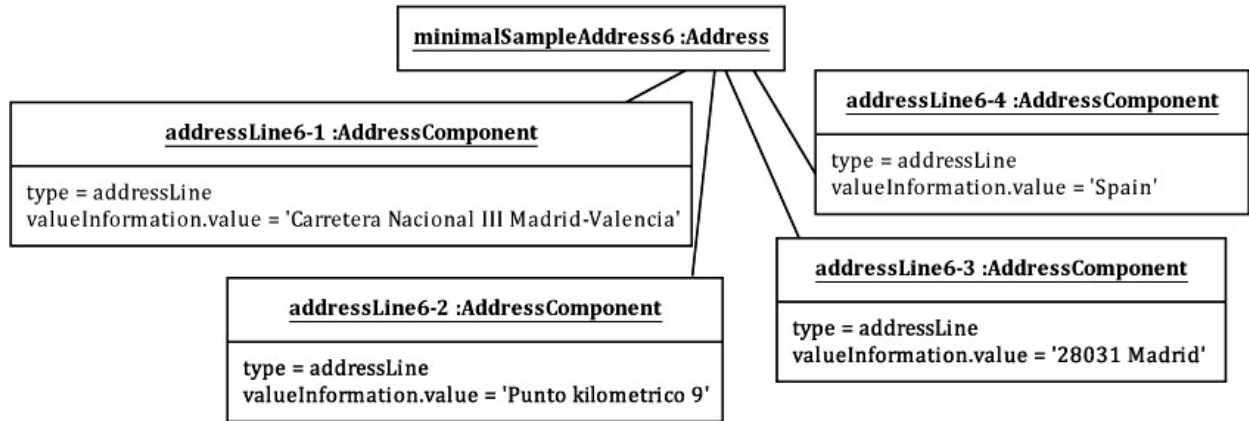 minimalSampleAddress6 :Address
addressLine6-1 :AddressComponent
type = addressLine
valueInformation.value = 'Carretera Nacional III Madrid-Valencia'
addressLine6-2 :AddressComponent
type = addressLine
valueInformation.value = 'Punto kilometrico 9'
addressLine6-3 :AddressComponent
type = addressLine
valueInformation.value = '28031 Madrid'
addressLine6-4 :AddressComponent
type = addressLine
valueInformation.value = 'Spain'